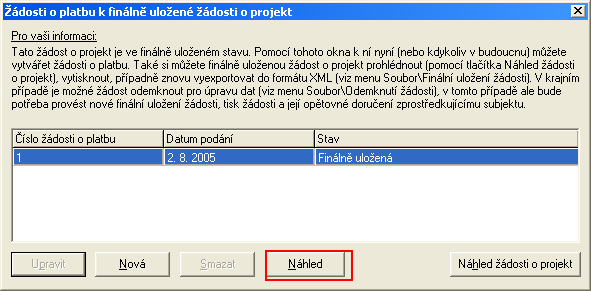 Žádosti o platbu k finálně uložené žádosti o projekt
Pro vaši informaci:
Tato žádost o projekt je ve finálně uloženém stavu. Pomocí tohoto okna k ní nyní (nebo kdykoliv v budoucnu) můžete
vytvářet žádosti o platbu. Také si můžete finálně uloženou žádost o projekt prohlédnout (pomocí tlačítka Náhled žádosti
o projekt), vytisknout, případně znovu vyexportovat do formátu XML (viz menu Soubor\Finální uložení žádosti). V krajním
případě je možné žádost odemknout pro úpravu dat (viz menu Soubor\Odemknutí žádosti), v tomto případě ale bude
potřeba provést nové finální uložení žádosti, tisk žádosti a její opětovné doručení zprostředkujícímu subjektu.
Číslo žádosti o platbu Datum podání Stav
1 2. 8. 2005 Finálně uložená
Upravit Nová Smazat Náhled Náhled žádosti o projekt